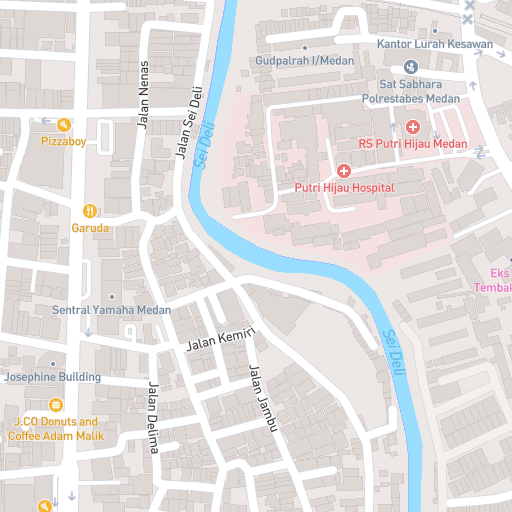 Kantor Lurah Kesawan
Gudpalrah I/Medan
Sat Sabhara
Polrestabes Medan
Jalan Nenas
Jalan Sei Deli
Sei Deli
Pizzaboy
RS Putri Hijau Medan
Putri Hijau Hospital
Garuda
Eks
Tembak
Sentral Yamaha Medan
Sei Deli
Jalan Kemiri
Josephine Building
Jalan Delima
Jalan Jambu
J.CO Donuts and
Coffee Adam Malik